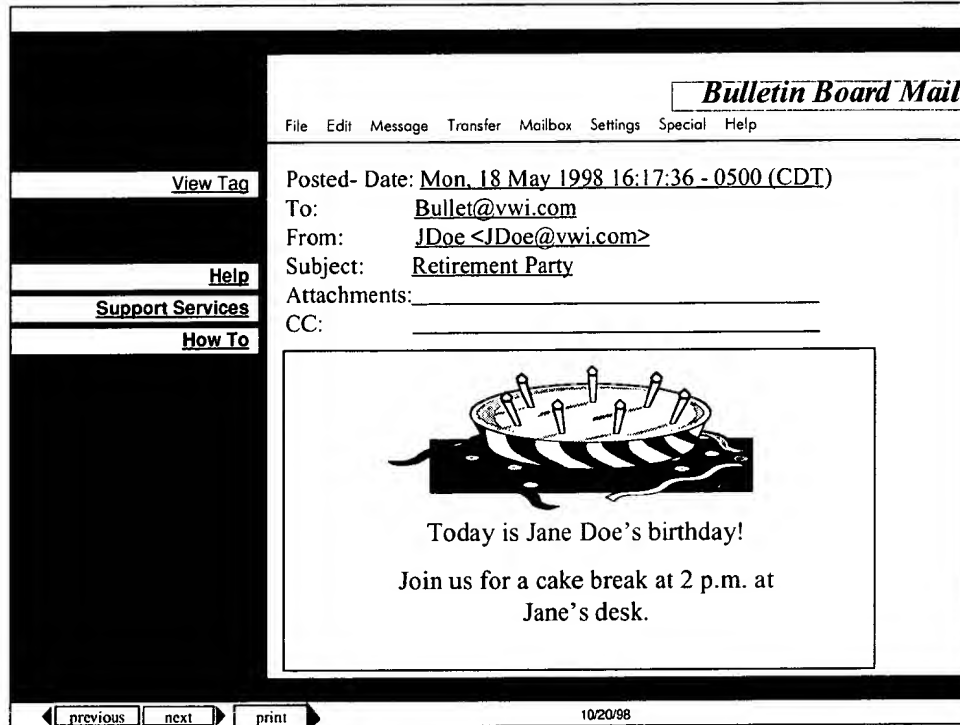 Bulletin Board Mail
File Edit Message Transfer Mailbox Settings Special Help
View Tag
Help
Support Services
How To
Posted- Date: Mon, 18 May 1998 16:17:36 - 0500 (CDT)
To: Bullet@vwi.com
From: JDoe <JDoe@vwi.com>
Subject: Retirement Party
Attachments:
CC:
Today is Jane Doe's birthday!
Join us for a cake break at 2 p.m. at
Jane's desk.
previous next print 10/20/98